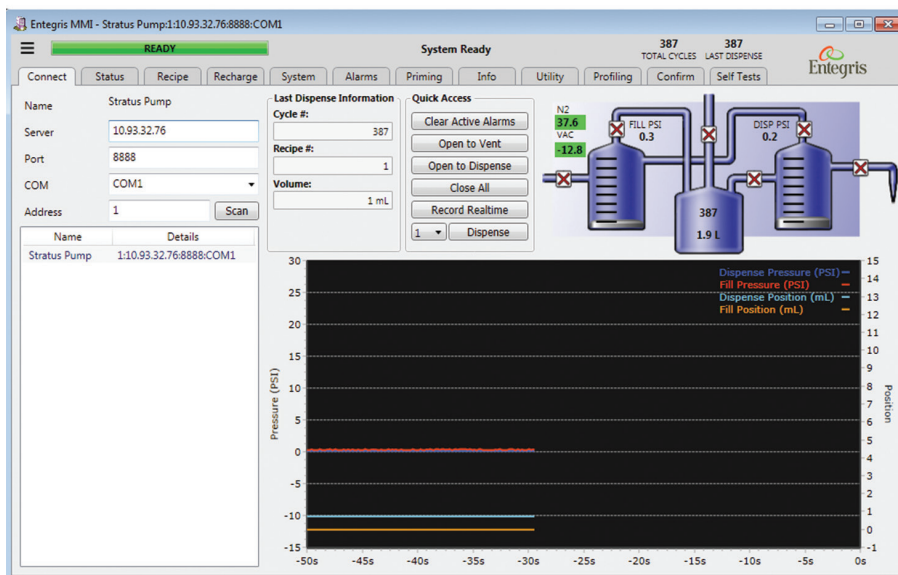 Entegris MMI - Stratus Pump:1:10.93.32.76:8888:COM1
READY
System Ready
387
TOTAL CYCLES
387
LAST DISPENSE
Entegris
Connect Status Recipe Recharge System Alarms Priming Info Utility Profiling Confirm Self Tests
Name Stratus Pump
Server 10.93.32.76
Port 8888
COM COM1
Address 1 Scan
Name Details
Stratus Pump 1:10.93.32.76:8888:COM1
Last Dispense Information
Cycle #:
387
Recipe #:
1
Volume:
1 mL
Quick Access
Clear Active Alarms
Open to Vent
Open to Dispense
Close All
Record Realtime
1 Dispense
N2
37.6
VAC
-12.8
FILL PSI
0.3
DISP PSI
0.2
387
1.9 L
Dispense Pressure (PSI)
Fill Pressure (PSI)
Dispense Position (mL)
Fill Position (mL)
Pressure (PSI)
30
25
20
15
10
5
0
-5
-10
-15
Position
15
14
13
12
11
10
9
8
7
6
5
4
3
2
1
0
-1
-50s -45s -40s -35s -30s -25s -20s -15s -10s -5s 0s